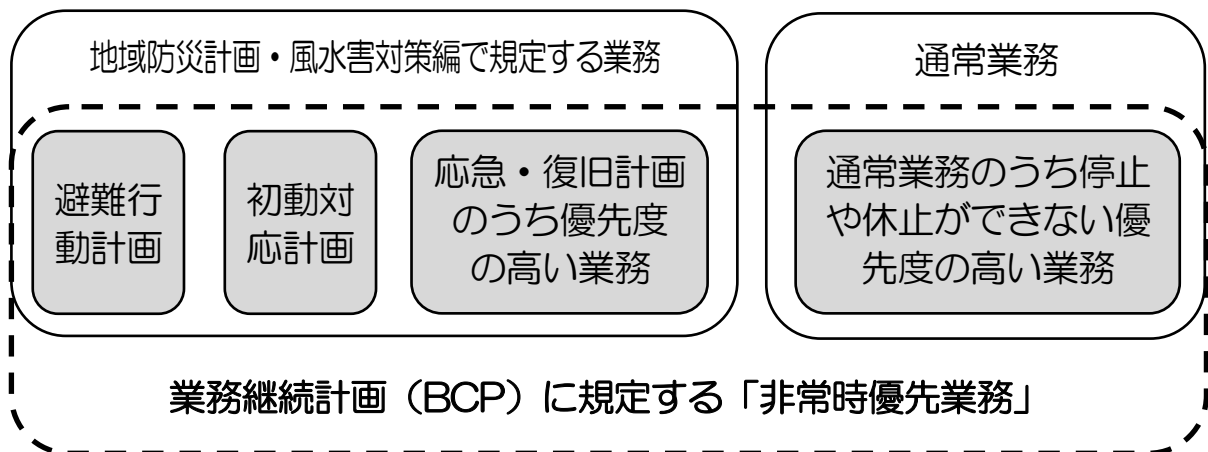 地域防災計画・風水害対策編で規定する業務
通常業務
避難行
動計画
初動対
応計画
応急・復旧計画
のうち優先度
の高い業務
通常業務のうち停止
や休止ができない優
先度の高い業務
業務継続計画（BCP）に規定する「非常時優先業務」